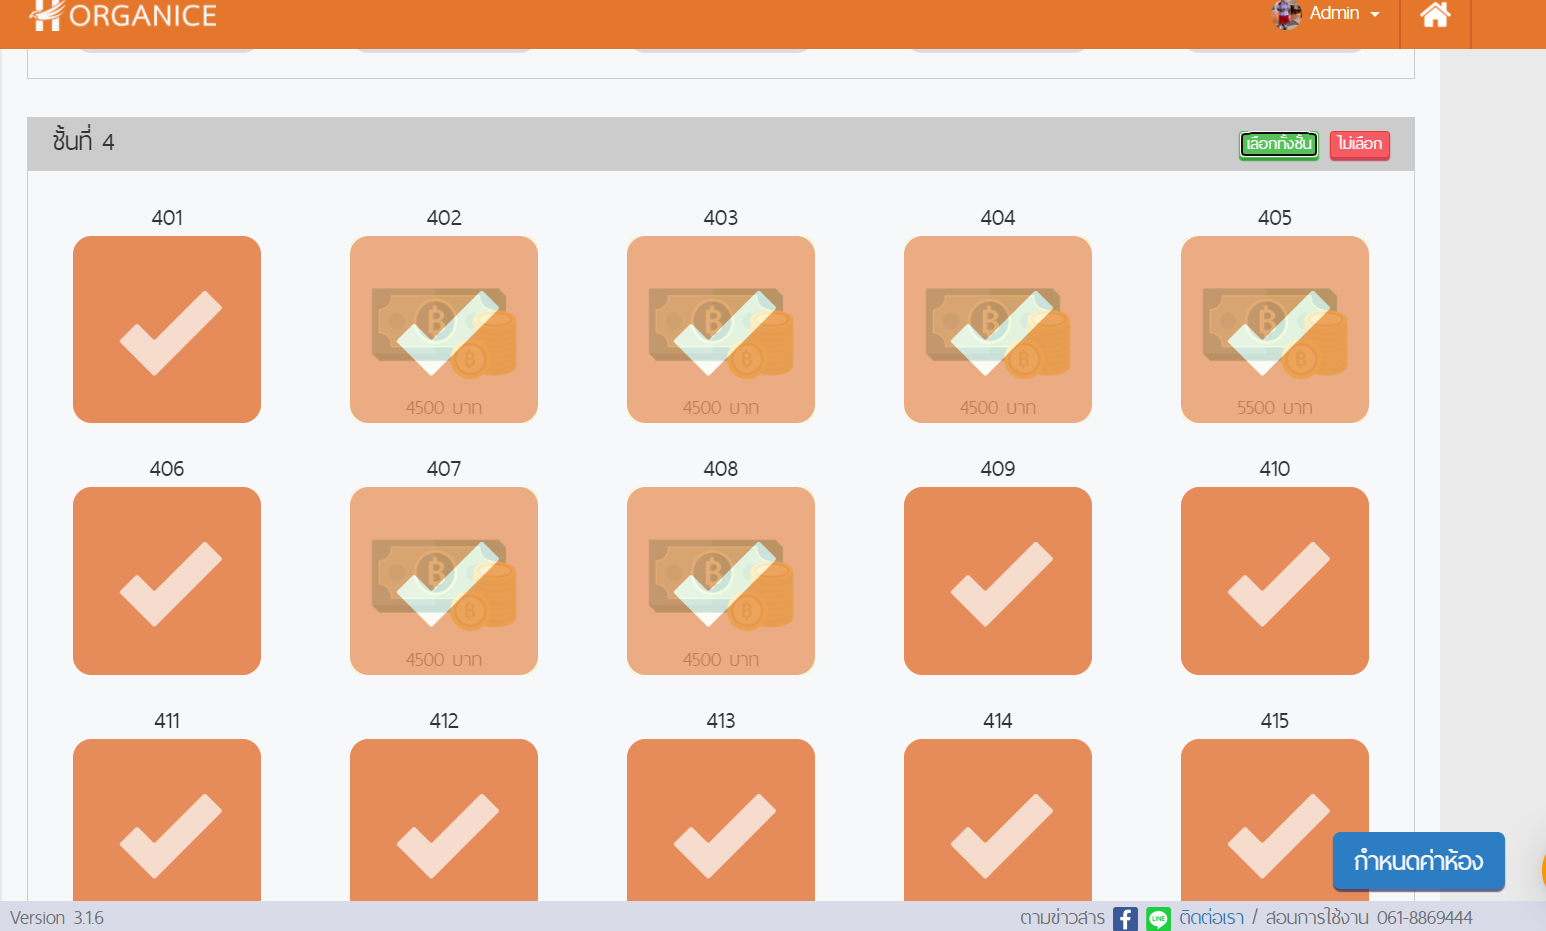 HORGANICE
Admin
ชั้นที่ 4
เลือกทั้งชั้น ไม่เลือก
401 402 403 404 405
4500 บาท 4500 บาท 4500 บาท 5500 บาท
406 407 408 409 410
4500 บาท 4500 บาท
411 412 413 414 415
กำหนดค่าห้อง
Version 3.1.6
ตามข่าวสาร LINE ติดต่อเรา / สอนการใช้งาน 061-8869444